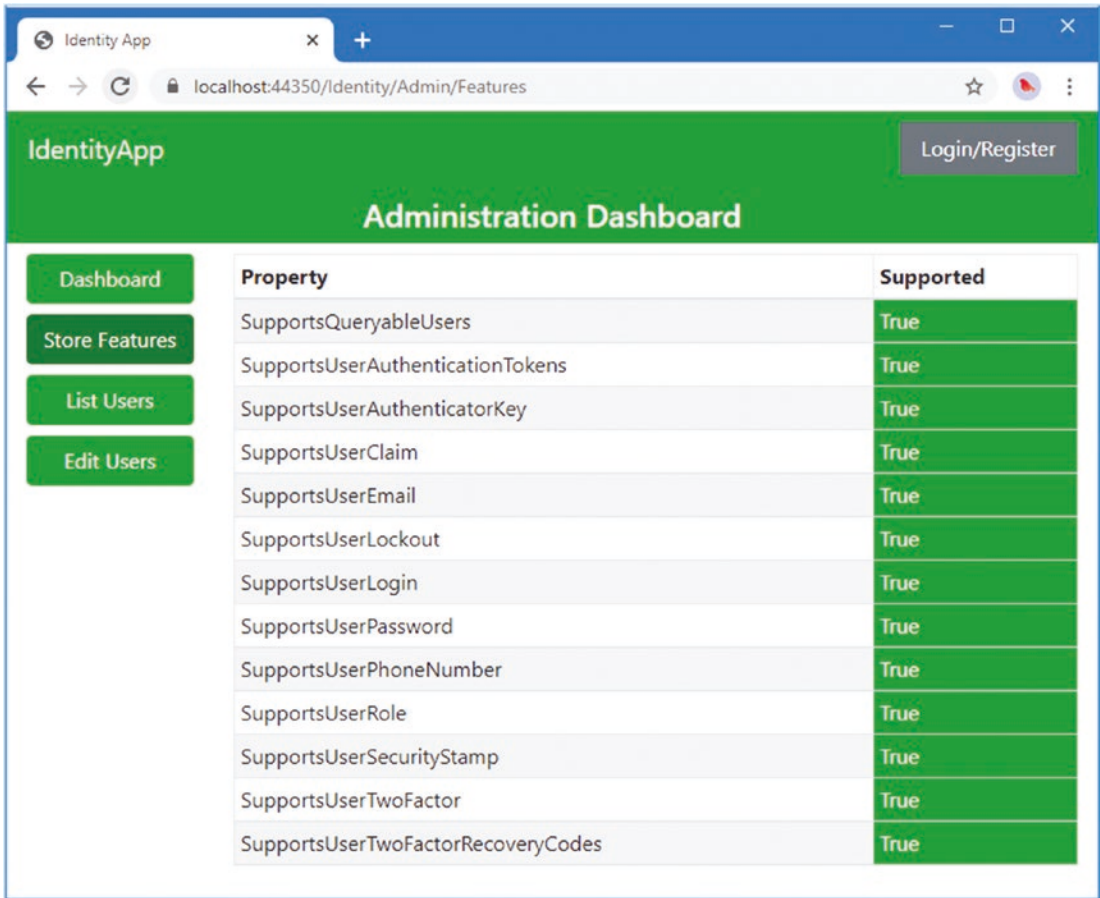 Identity App
localhost:44350/Identity/Admin/Features
IdentityApp
Login/Register
Administration Dashboard
Dashboard
Store Features
List Users
Edit Users
Property Supported
SupportsQueryableUsers True
SupportsUserAuthenticationTokens True
SupportsUserAuthenticatorKey True
SupportsUserClaim True
SupportsUserEmail True
SupportsUserLockout True
SupportsUserLogin True
SupportsUserPassword True
SupportsUserPhoneNumber True
SupportsUserRole True
SupportsUserSecurityStamp True
SupportsUserTwoFactor True
SupportsUserTwoFactorRecoveryCodes True